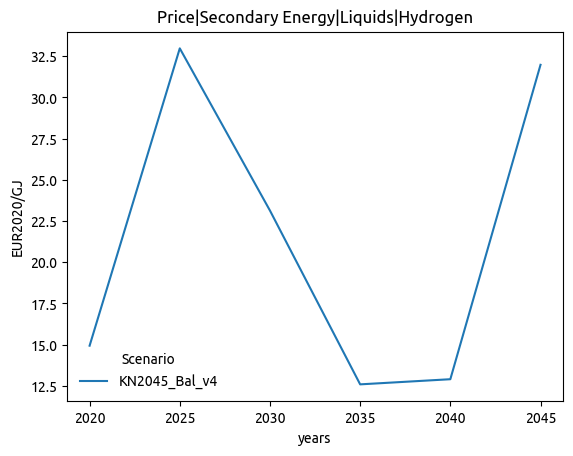 Price|Secondary Energy|Liquids|Hydrogen
32.5
30.0
27.5
25.0
22.5
20.0
17.5
15.0
12.5
EUR2020/GJ
Scenario
KN2045_Bal_v4
2020 2025 2030 2035 2040 2045
years